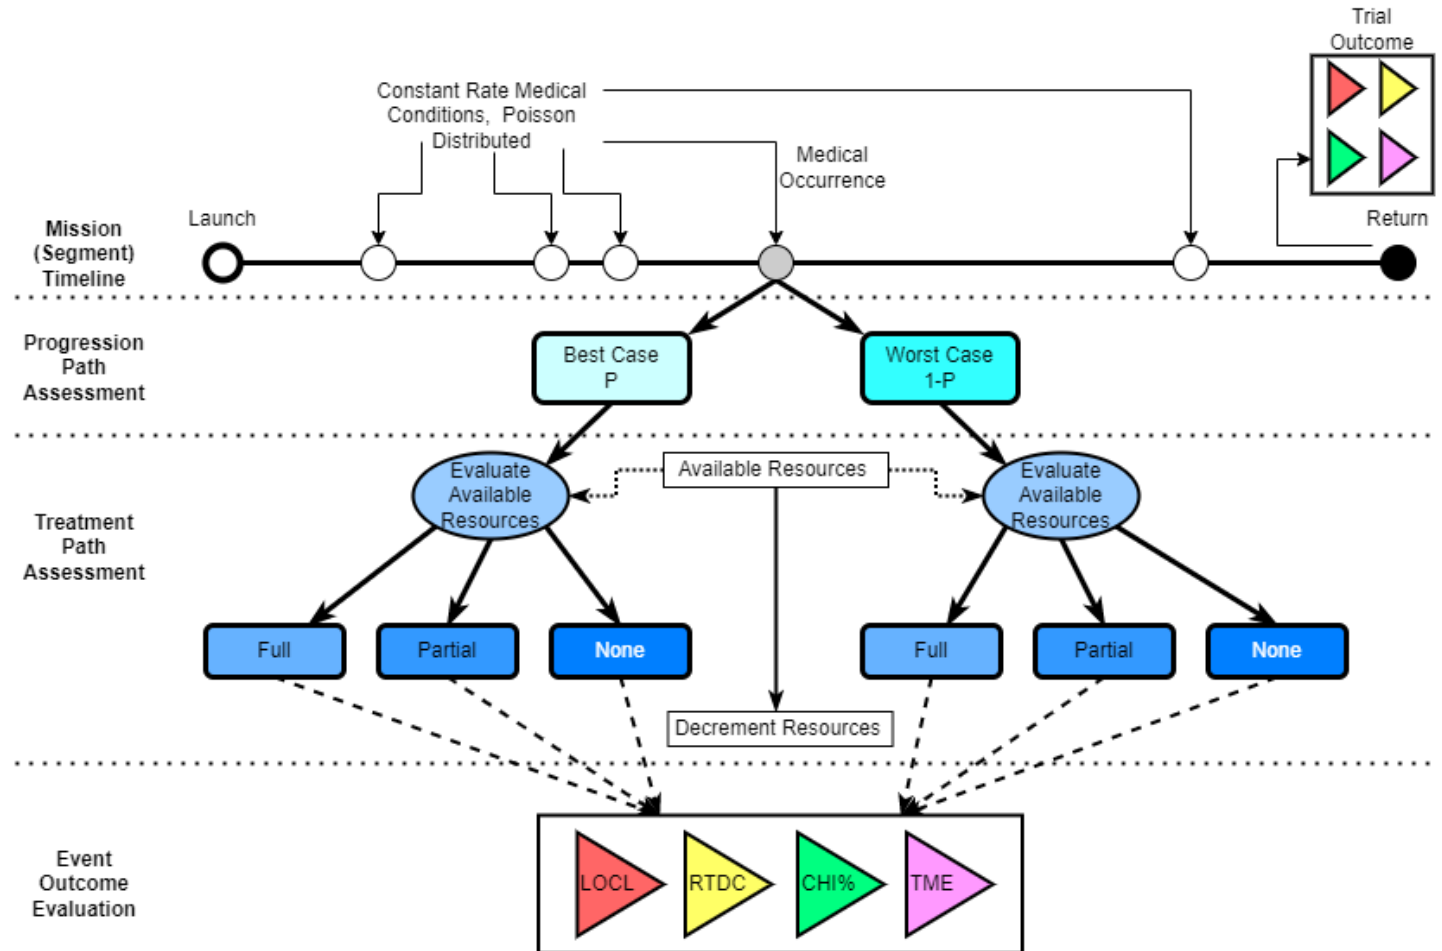 Trial
Outcome
Constant Rate Medical
Conditions, Poisson
Distributed
Medical
Occurrence
Launch
Return
Mission
(Segment)
Timeline
Progression
Path
Assessment
Best Case
P
Worst Case
1-P
Treatment
Path
Assessment
Evaluate
Available
Resources
Available Resources
Evaluate
Available
Resources
Full
Partial
None
Full
Partial
None
Decrement Resources
Event
Outcome
Evaluation
LOCL
RTDC
CHI%
TME